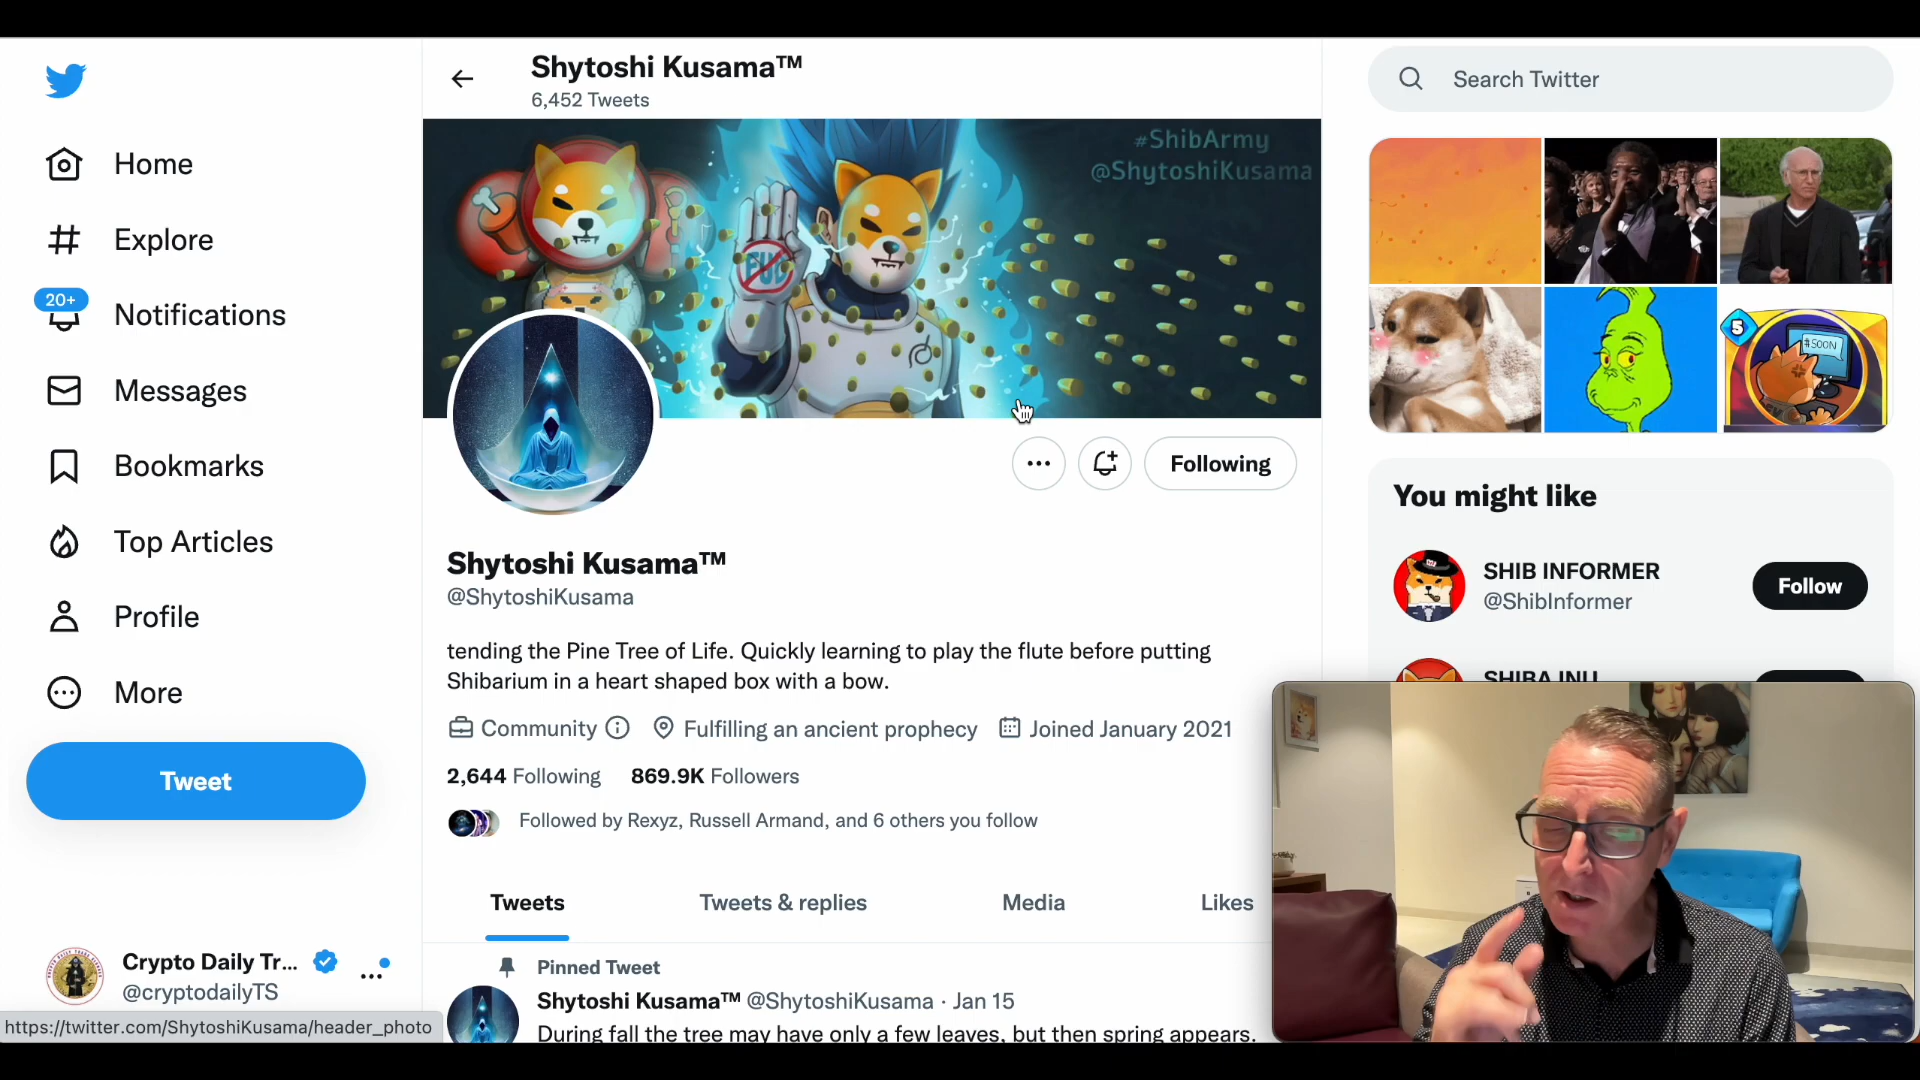 Shytoshi Kusama™
6,452 Tweets
Search Twitter
Home
Explore
20+
Notifications
Messages
Bookmarks
Top Articles
Profile
More
Tweet
Crypto Daily Tr...
@cryptodailyTS
https://twitter.com/ShytoshiKusama/header_photo
#ShibArmy
@ShytoshiKusama
FUD
Following
Shytoshi Kusama™
@ShytoshiKusama
tending the Pine Tree of Life. Quickly learning to play the flute before putting
Shibarium in a heart shaped box with a bow.
Community Fulfilling an ancient prophecy Joined January 2021
2,644 Following 869.9K Followers
Followed by Rexyz, Russell Armand, and 6 others you follow
Tweets Tweets & replies Media Likes
Pinned Tweet
Shytoshi Kusama™ @ShytoshiKusama · Jan 15
During fall the tree may have only a few leaves, but then spring appears.
5
#SOON
You might like
SHIB INFORMER
@ShibInformer
Follow
SHIBA INU